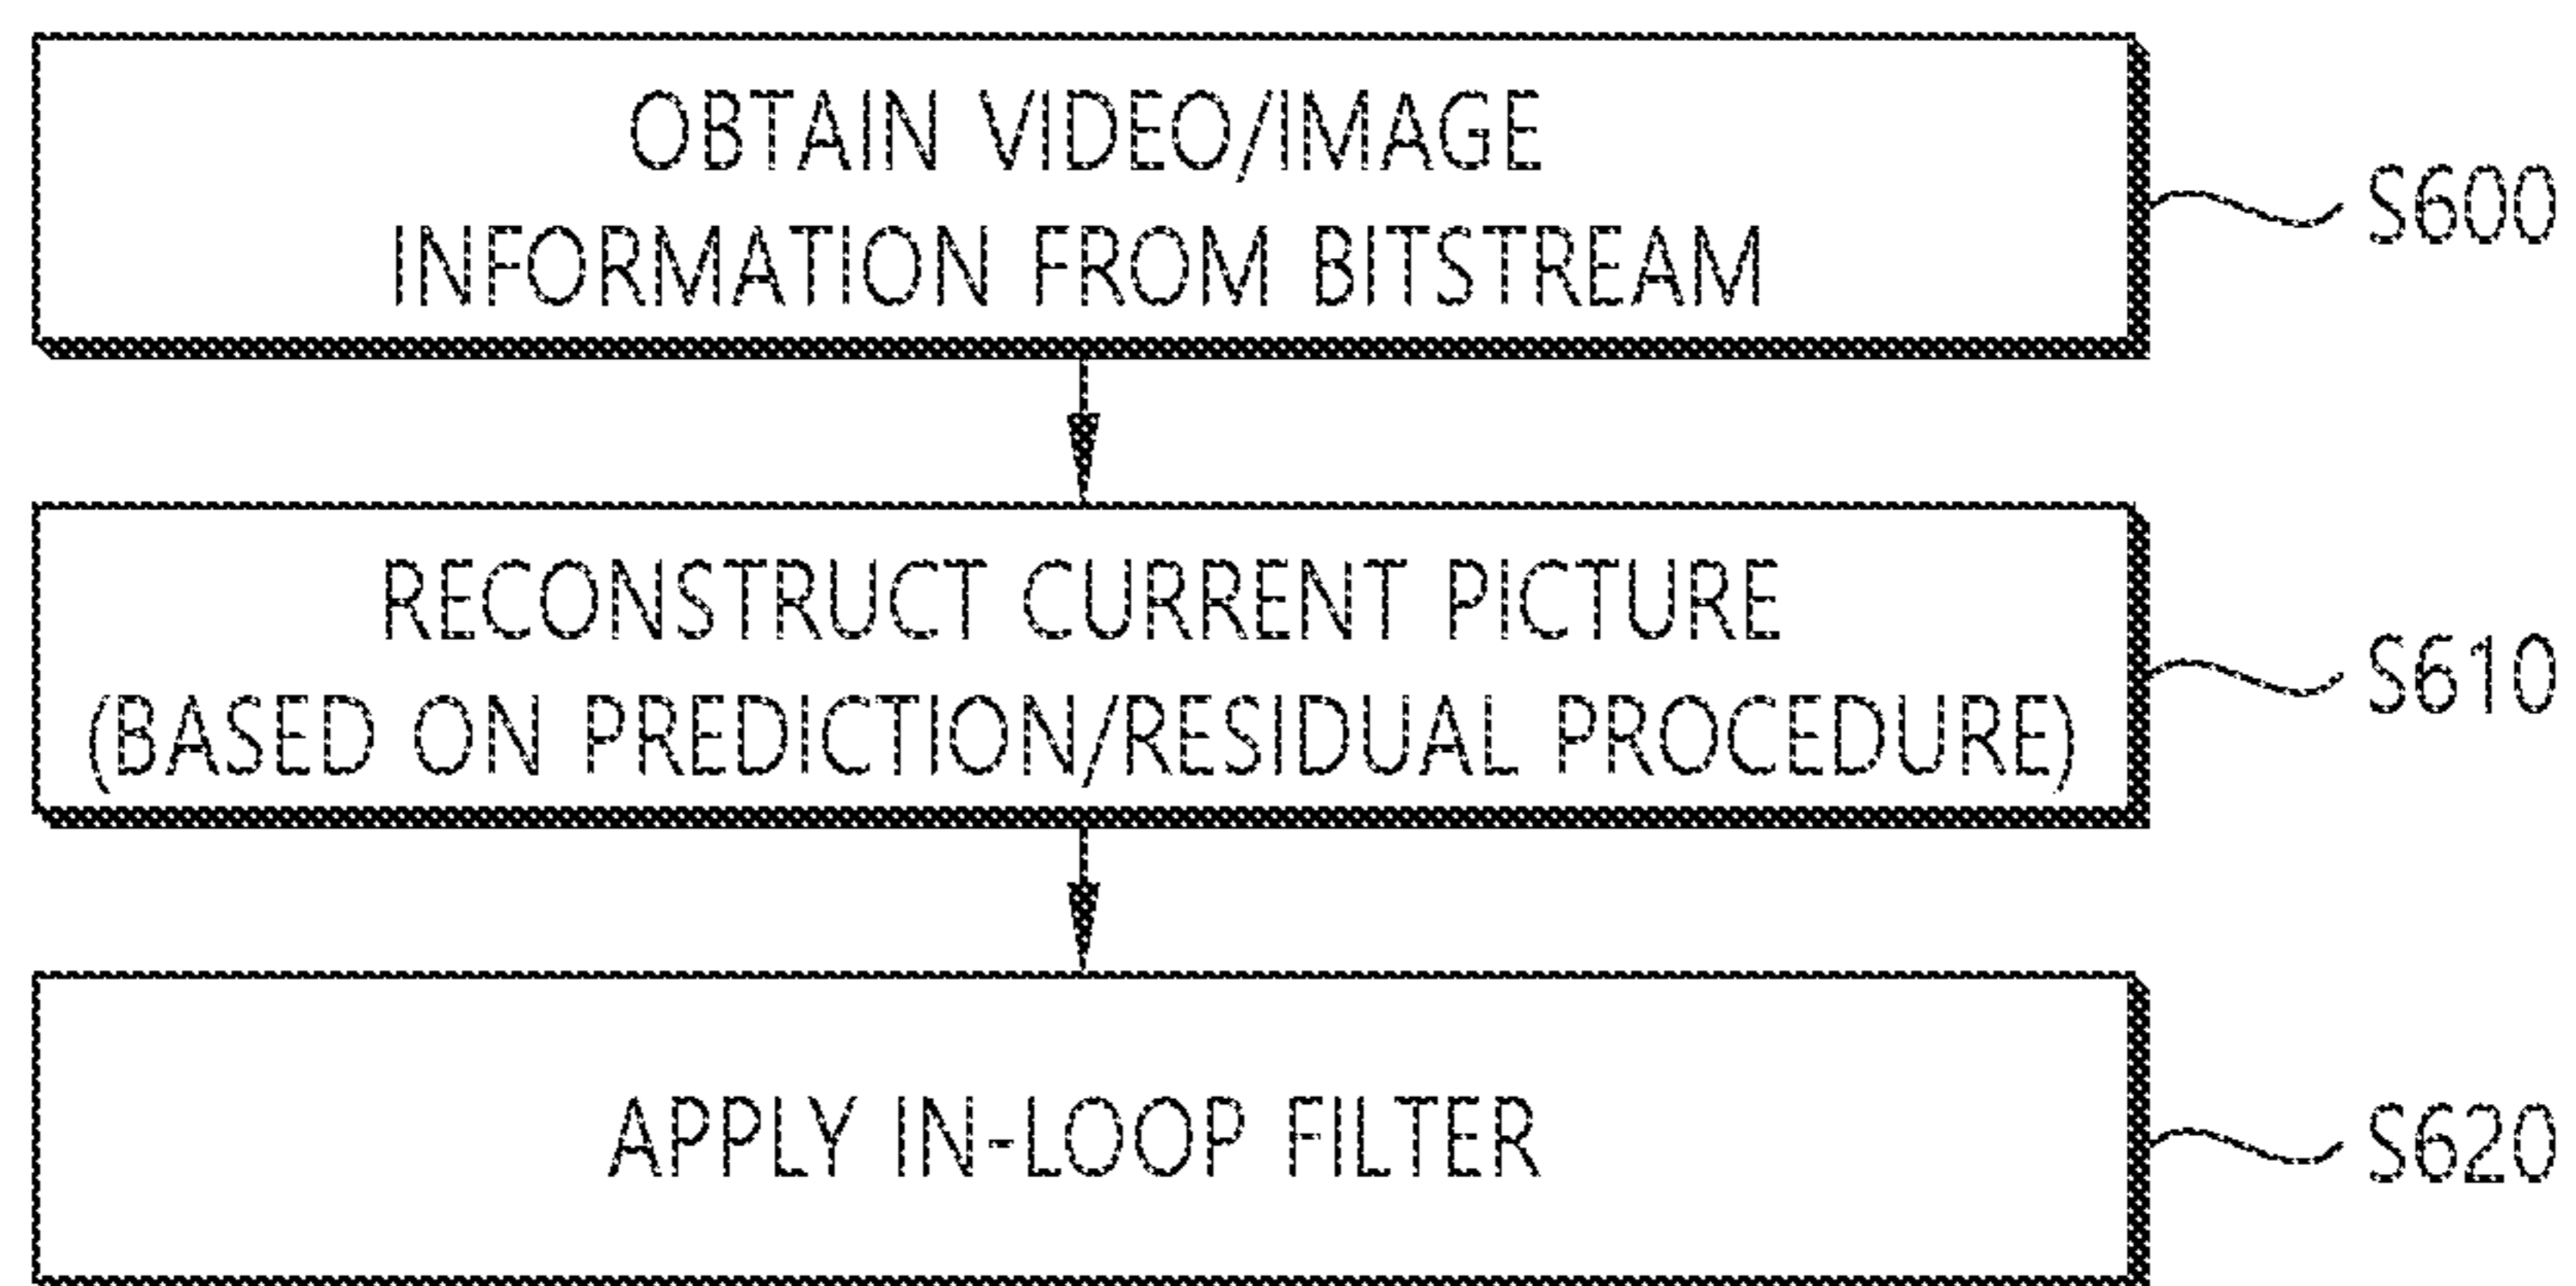 OBTAIN VIDEO/IMAGE
INFORMATION FROM BITSTREAM
S600
RECONSTRUCT CURRENT PICTURE
(BASED ON PREDICTION/RESIDUAL PROCEDURE)
S610
APPLY IN-LOOP FILTER
S620